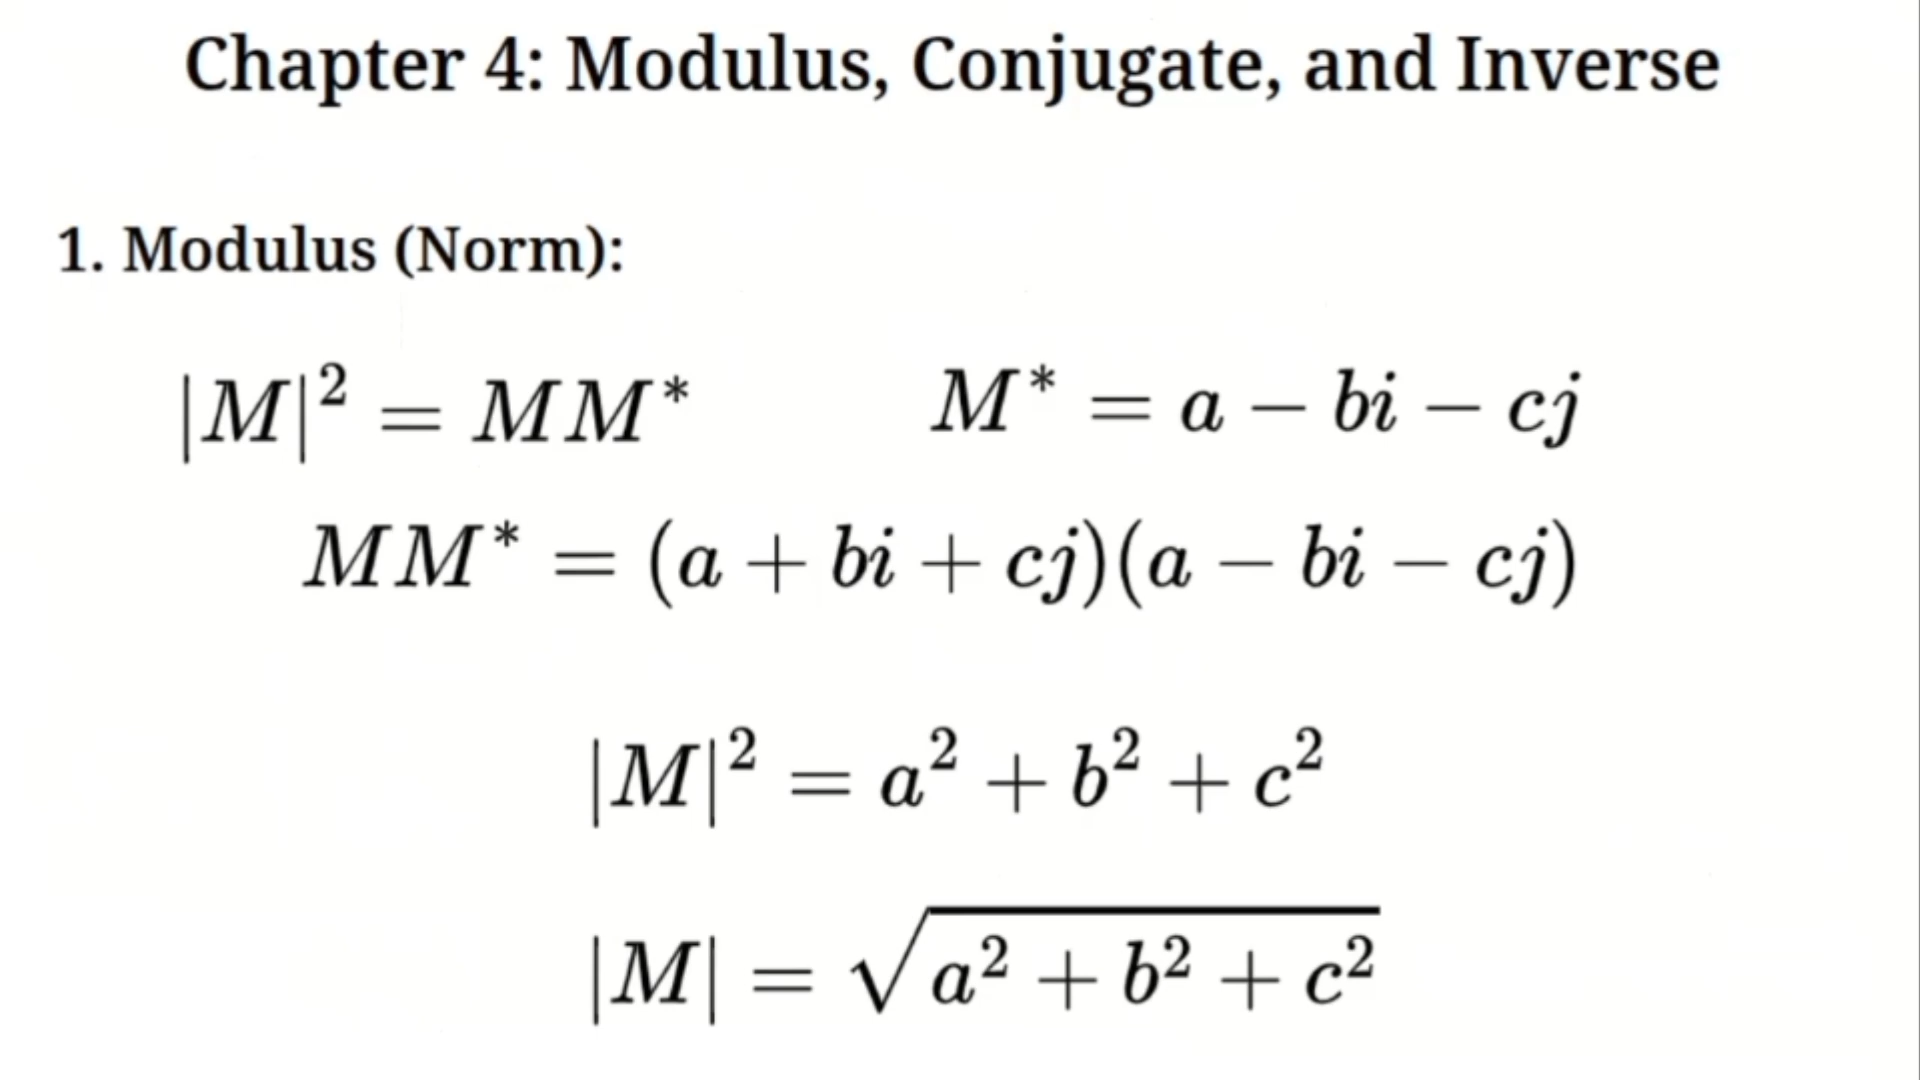 Chapter 4: Modulus, Conjugate, and Inverse
1. Modulus (Norm):
|M|² = MM* M* = a − bi − cj
MM* = (a + bi + cj)(a − bi − cj)
|M|² = a² + b² + c²
|M| = √(a² + b² + c²)